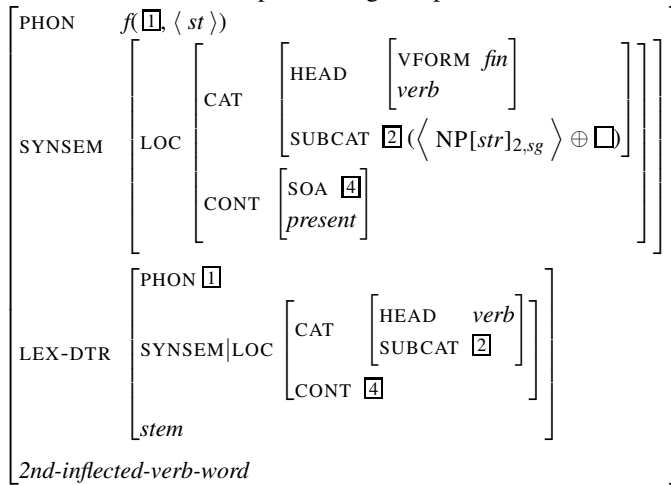 PHON f(1, ⟨ st ⟩)
HEAD [VFORM fin
verb]
CAT
SUBCAT 2 (⟨ NP[str]2,sg ⟩ ⊕ □)
SYNSEM LOC
CONT [SOA 4
present]
PHON 1
CAT [HEAD verb
SUBCAT 2]
LEX-DTR SYNSEM|LOC
CONT 4
stem
2nd-inflected-verb-word